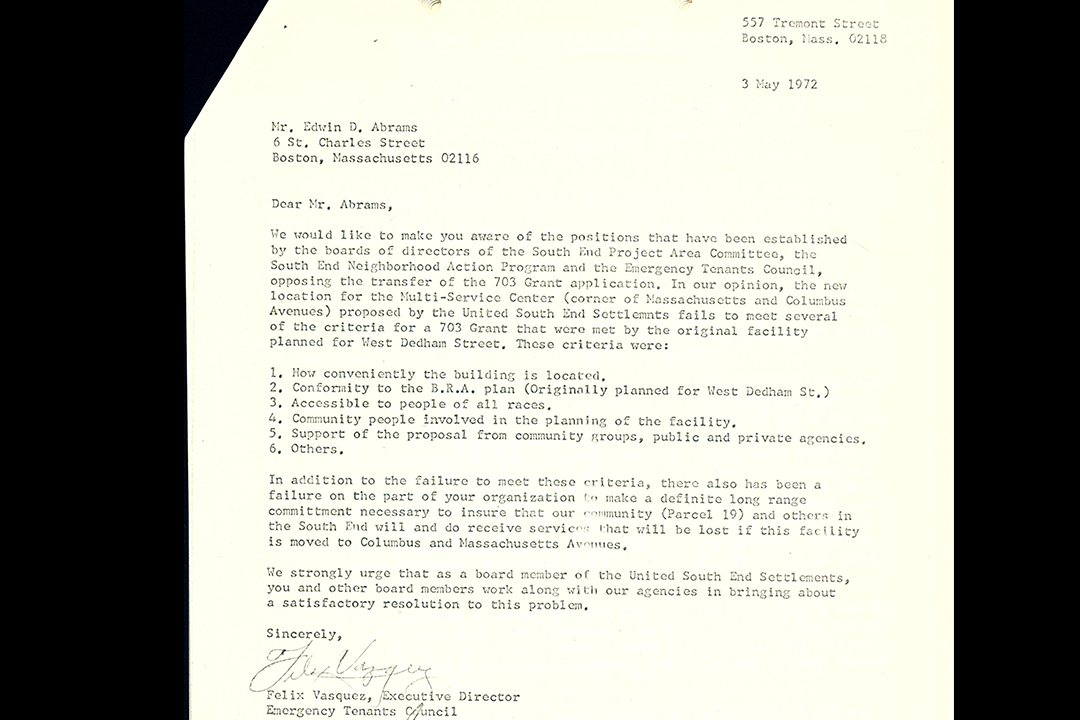 557 Tremont Street
Boston, Mass. 02118
3 May 1972
Mr. Edwin D. Abrams
6 St. Charles Street
Boston, Massachusetts 02116
Dear Mr. Abrams,
We would like to make you aware of the positions that have been established
by the boards of directors of the South End Project Area Committee, the
South End Neighborhood Action Program and the Emergency Tenants Council,
opposing the transfer of the 703 Grant application. In our opinion, the new
location for the Multi-Service Center (corner of Massachusetts and Columbus
Avenues) proposed by the United South End Settlemnts fails to meet several
of the criteria for a 703 Grant that were met by the original facility
planned for West Dedham Street. These criteria were:
1. How conveniently the building is located.
2. Conformity to the B.R.A. plan (Originally planned for West Dedham St.)
3. Accessible to people of all races.
4. Community people involved in the planning of the facility.
5. Support of the proposal from community groups, public and private agencies.
6. Others.
In addition to the failure to meet these criteria, there also has been a
failure on the part of your organization to make a definite long range
committment necessary to insure that our community (Parcel 19) and others in
the South End will and do receive services that will be lost if this facility
is moved to Columbus and Massachusetts Avenues.
We strongly urge that as a board member of the United South End Settlements,
you and other board members work along with our agencies in bringing about
a satisfactory resolution to this problem.
Sincerely,
Felix Vasquez
Felix Vasquez, Executive Director
Emergency Tenants Council